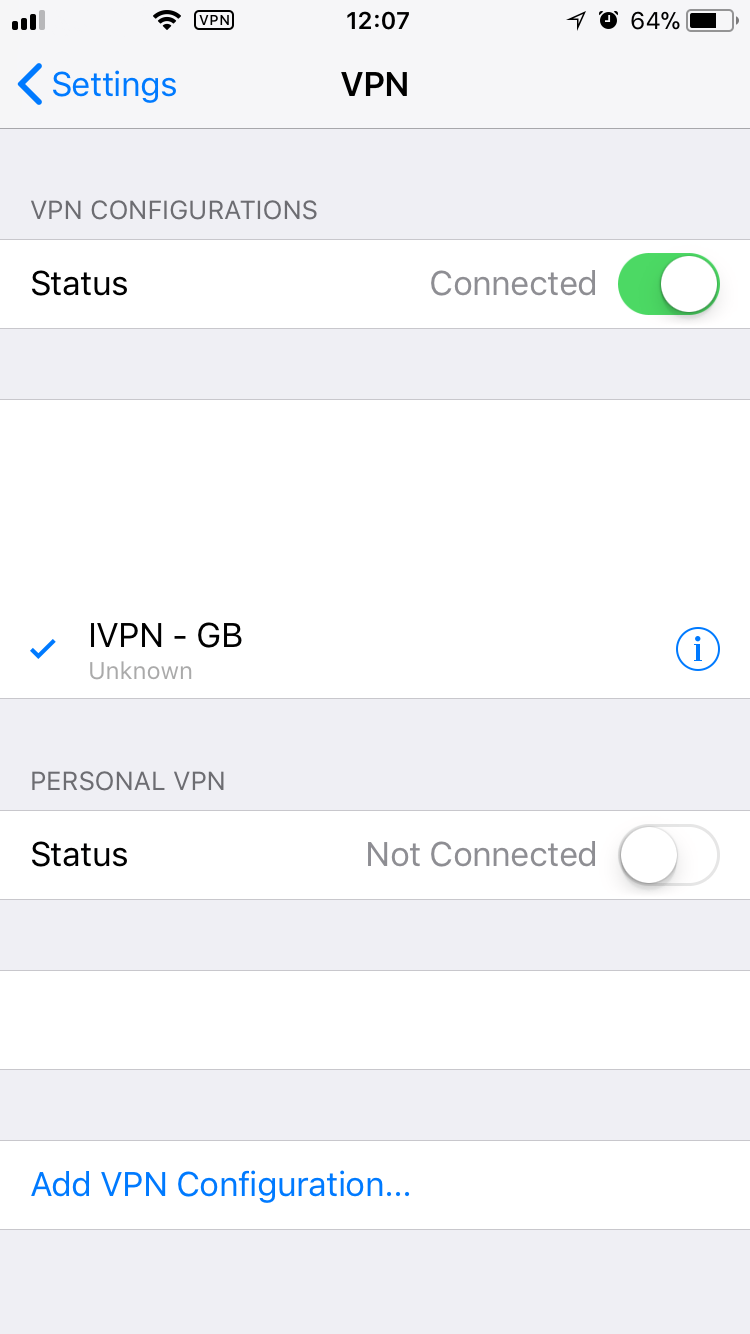 VPN 12:07 64%
Settings VPN
VPN CONFIGURATIONS
Status Connected
IVPN - GB
Unknown
PERSONAL VPN
Status Not Connected
Add VPN Configuration...